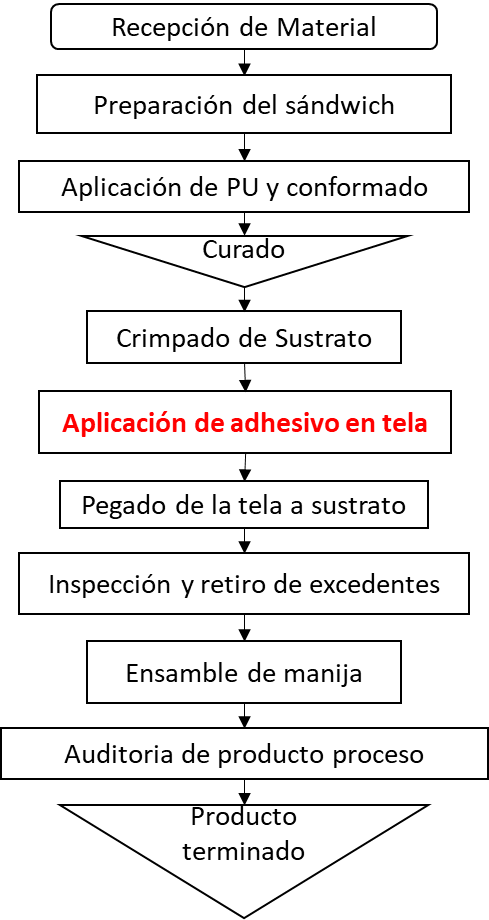 Recepción de Material
Preparación del sándwich
Aplicación de PU y conformado
Curado
Crimpado de Sustrato
Aplicación de adhesivo en tela
Pegado de la tela a sustrato
Inspección y retiro de excedentes
Ensamble de manija
Auditoria de producto proceso
Producto
terminado